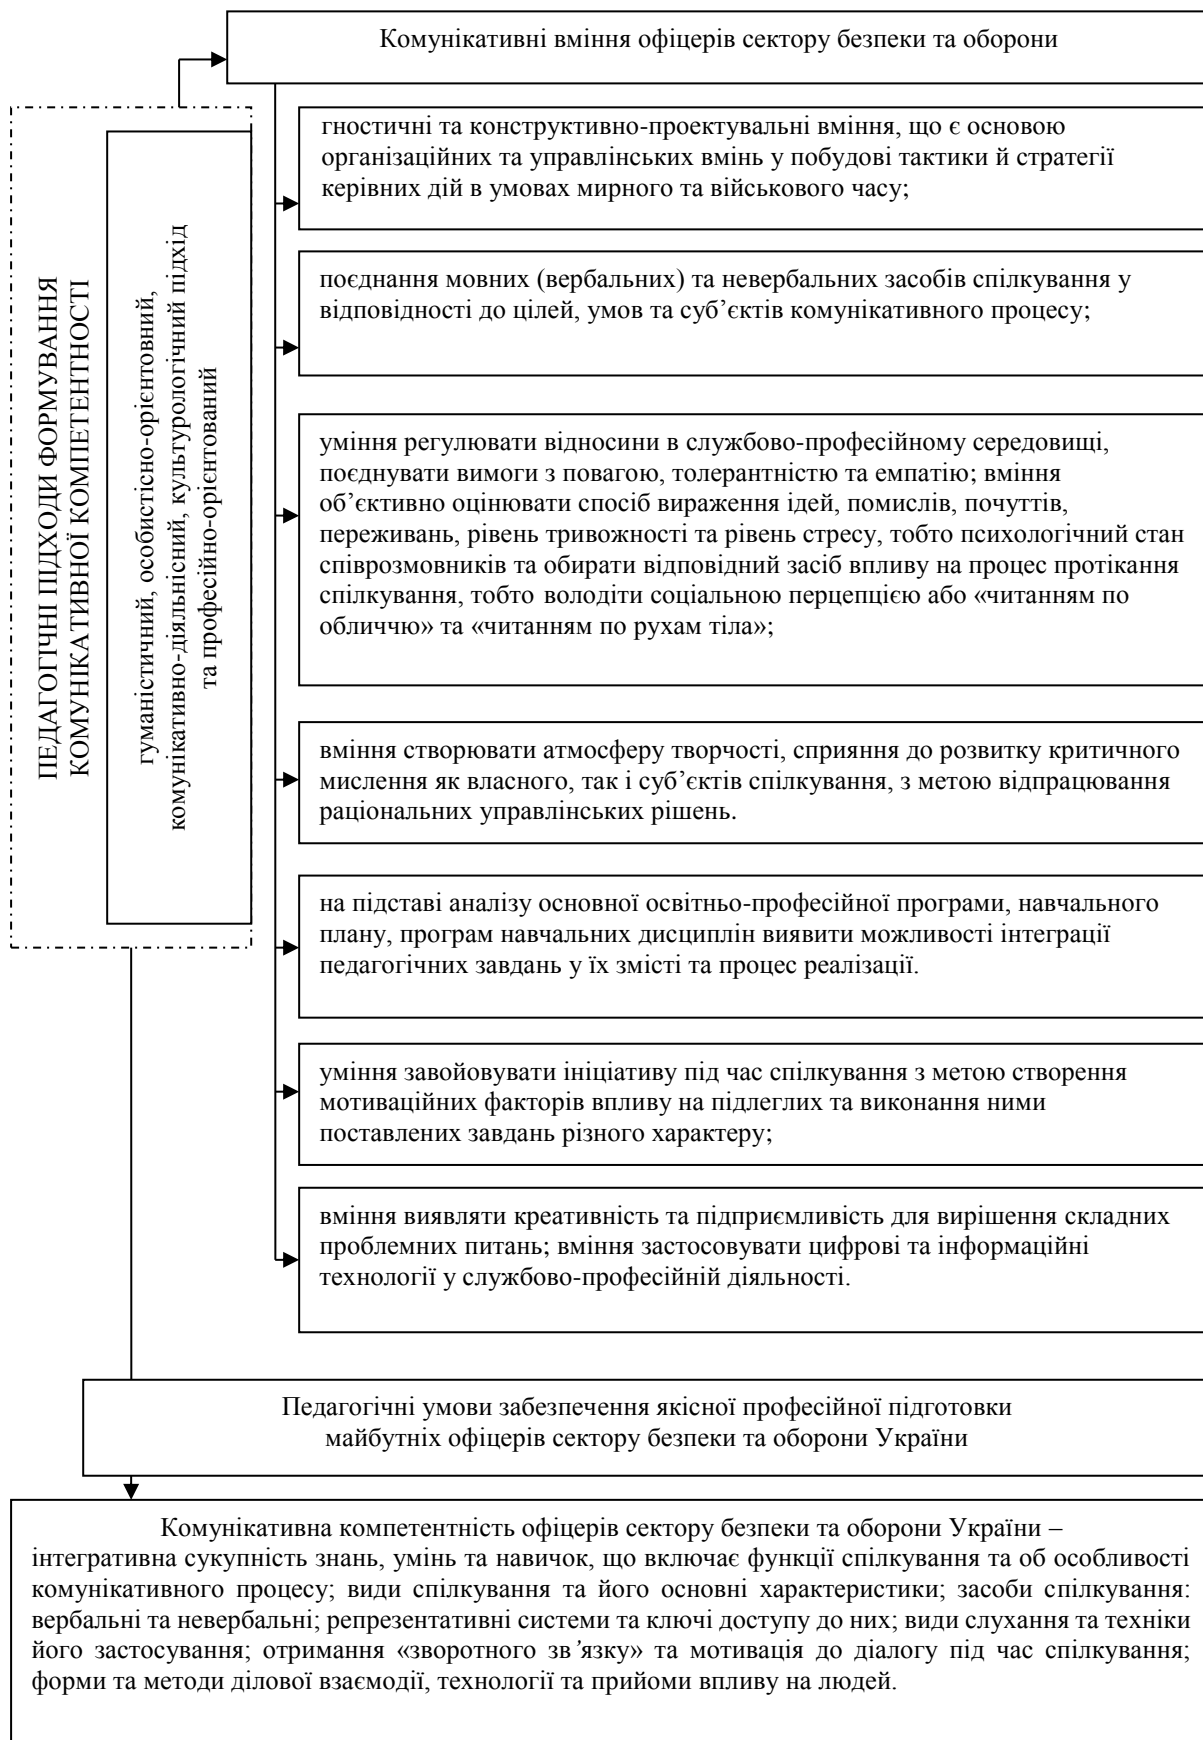 Комунікативні вміння офіцерів сектору безпеки та оборони
ПЕДАГОГІЧНІ ПІДХОДИ ФОРМУВАННЯ
КОМУНІКАТИВНОЇ КОМПЕТЕНТНОСТІ
гуманістичний, особистісно-орієнтовний,
комунікативно-діяльнісний, культурологічний підхід
та професійно-орієнтований
гностичні та конструктивно-проектувальні вміння, що є основою
організаційних та управлінських вмінь у побудові тактики й стратегії
керівних дій в умовах мирного та військового часу;
поєднання мовних (вербальних) та невербальних засобів спілкування у
відповідності до цілей, умов та суб’єктів комунікативного процесу;
уміння регулювати відносини в службово-професійному середовищі,
поєднувати вимоги з повагою, толерантністю та емпатію; вміння
об’єктивно оцінювати спосіб вираження ідей, помислів, почуттів,
переживань, рівень тривожності та рівень стресу, тобто психологічний стан
співрозмовників та обирати відповідний засіб впливу на процес протікання
спілкування, тобто володіти соціальною перцепцією або «читанням по
обличчю» та «читанням по рухам тіла»;
вміння створювати атмосферу творчості, сприяння до розвитку критичного
мислення як власного, так і суб’єктів спілкування, з метою відпрацювання
раціональних управлінських рішень.
на підставі аналізу основної освітньо-професійної програми, навчального
плану, програм навчальних дисциплін виявити можливості інтеграції
педагогічних завдань у їх змісті та процес реалізації.
уміння завойовувати ініціативу під час спілкування з метою створення
мотиваційних факторів впливу на підлеглих та виконання ними
поставлених завдань різного характеру;
вміння виявляти креативність та підприємливість для вирішення складних
проблемних питань; вміння застосовувати цифрові та інформаційні
технології у службово-професійній діяльності.
Педагогічні умови забезпечення якісної професійної підготовки
майбутніх офіцерів сектору безпеки та оборони України
Комунікативна компетентність офіцерів сектору безпеки та оборони України –
інтегративна сукупність знань, умінь та навичок, що включає функції спілкування та об особливості
комунікативного процесу; види спілкування та його основні характеристики; засоби спілкування:
вербальні та невербальні; репрезентативні системи та ключі доступу до них; види слухання та техніки
його застосування; отримання «зворотного зв’язку» та мотивація до діалогу під час спілкування;
форми та методи ділової взаємодії, технології та прийоми впливу на людей.